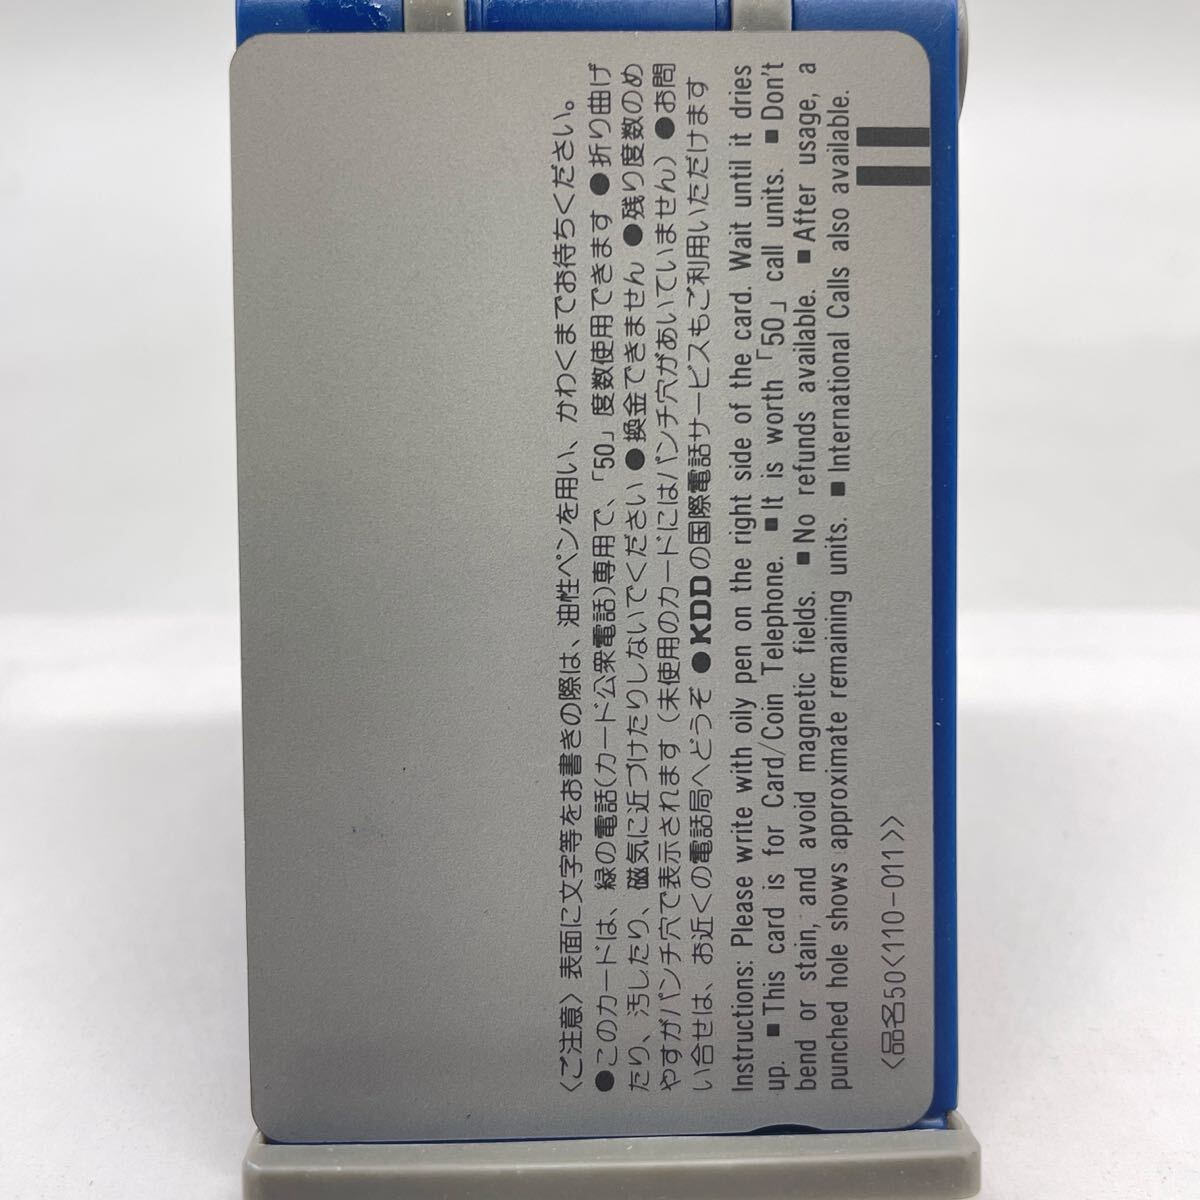 〈ご注意〉表面に文字等をお書きの際は、油性ペンを用い、かわくまでお待ちください。
●このカードは、緑の電話(カード公衆電話)専用で、「50」度数使用できます ●折り曲げ
たり、汚したり、磁気に近づけたりしないでください ●換金できません ●残り度数のめ
やすがパンチ穴で表示されます (未使用のカードにはパンチ穴があいていません) ●お問
い合せは、お近くの電話局へどうぞ ●KDDの国際電話サービスもご利用いただけます
Instructions: Please write with oily pen on the right side of the card. Wait until it dries
up. ■ This card is for Card/Coin Telephone. ■ It is worth「50」call units. ■ Don't
bend or stain, and avoid magnetic fields. ■ No refunds available. ■ After usage, a
punched hole shows approximate remaining units. ■ International Calls also available.
〈品名50〈110-011〉〉